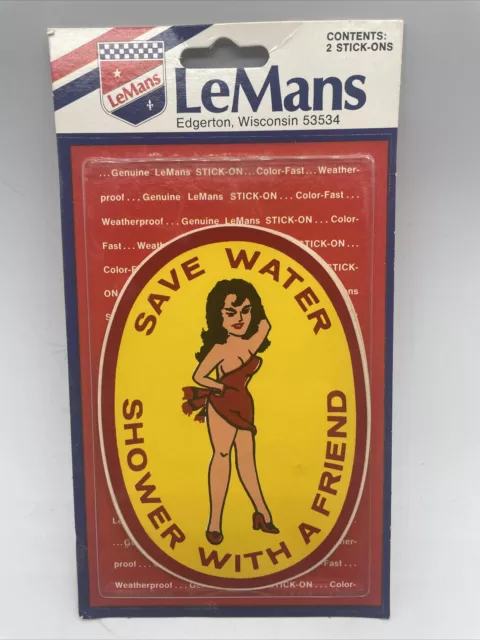 CONTENTS:
2 STICK-ONS
LeMans
LeMans
Edgerton, Wisconsin 53534
...Genuine LeMans STICK-ON...Color-Fast...Weather-
proof...Genuine LeMans STICK-ON...Color-Fast...
Weatherproof...Genuine LeMans STICK-ON...Color-
Fast...
STICK-
ON
SAVE WATER
SHOWER WITH A FRIEND
proof...
Fast...
Weatherproof...
Color-